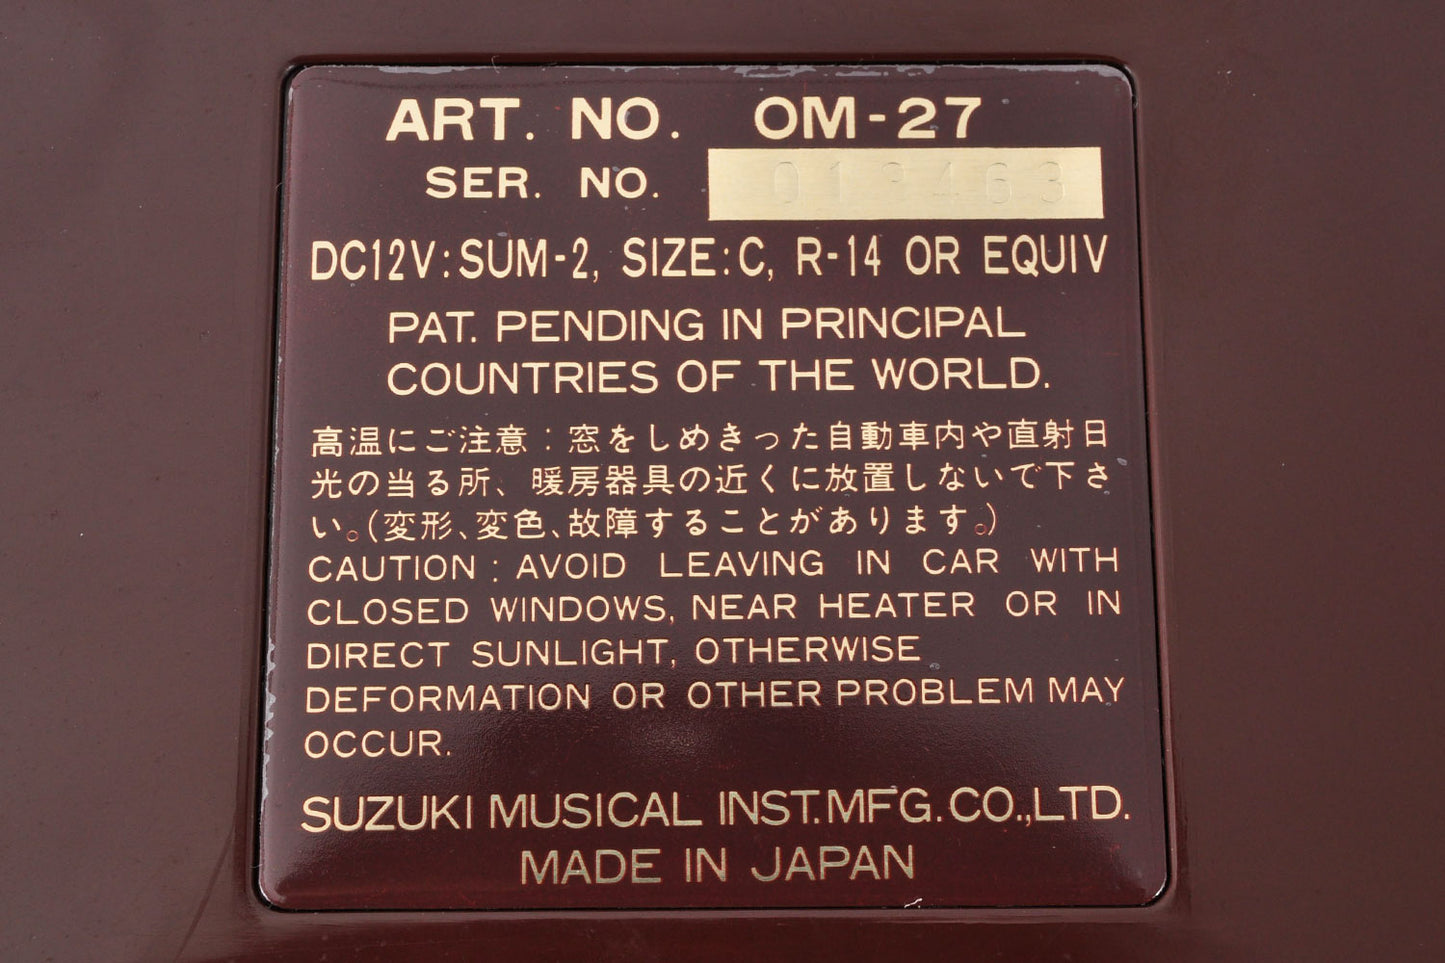 ART. NO. OM-27
SER. NO.
DC12V:SUM-2, SIZE:C, R-14 OR EQUIV
PAT. PENDING IN PRINCIPAL
COUNTRIES OF THE WORLD.
高温にご注意:窓をしめきった自動車内や直射日
光の当る所、暖房器具の近くに放置しないで下さ
い。(変形、変色、故障することがあります。)
CAUTION : AVOID LEAVING IN CAR WITH
CLOSED WINDOWS, NEAR HEATER OR IN
DIRECT SUNLIGHT, OTHERWISE
DEFORMATION OR OTHER PROBLEM MAY
OCCUR.
SUZUKI MUSICAL INST.MFG.CO.,LTD.
MADE IN JAPAN